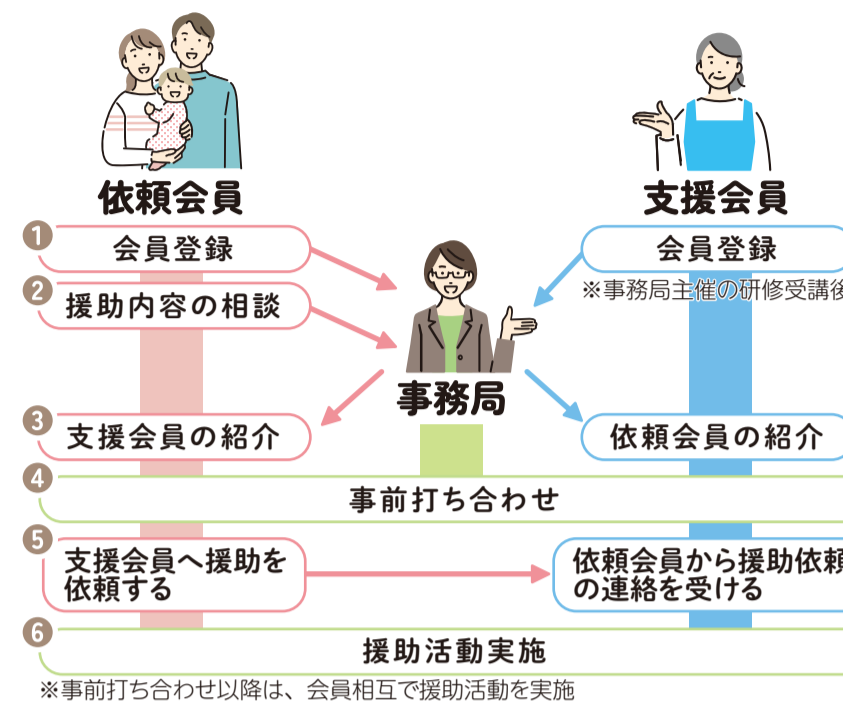 依頼会員
支援会員
1
会員登録
会員登録
※事務局主催の研修受講後
2
援助内容の相談
事務局
3
支援会員の紹介
依頼会員の紹介
4
事前打ち合わせ
5
支援会員へ援助を
依頼する
依頼会員から援助依頼
の連絡を受ける
6
援助活動実施
※事前打ち合わせ以降は、会員相互で援助活動を実施